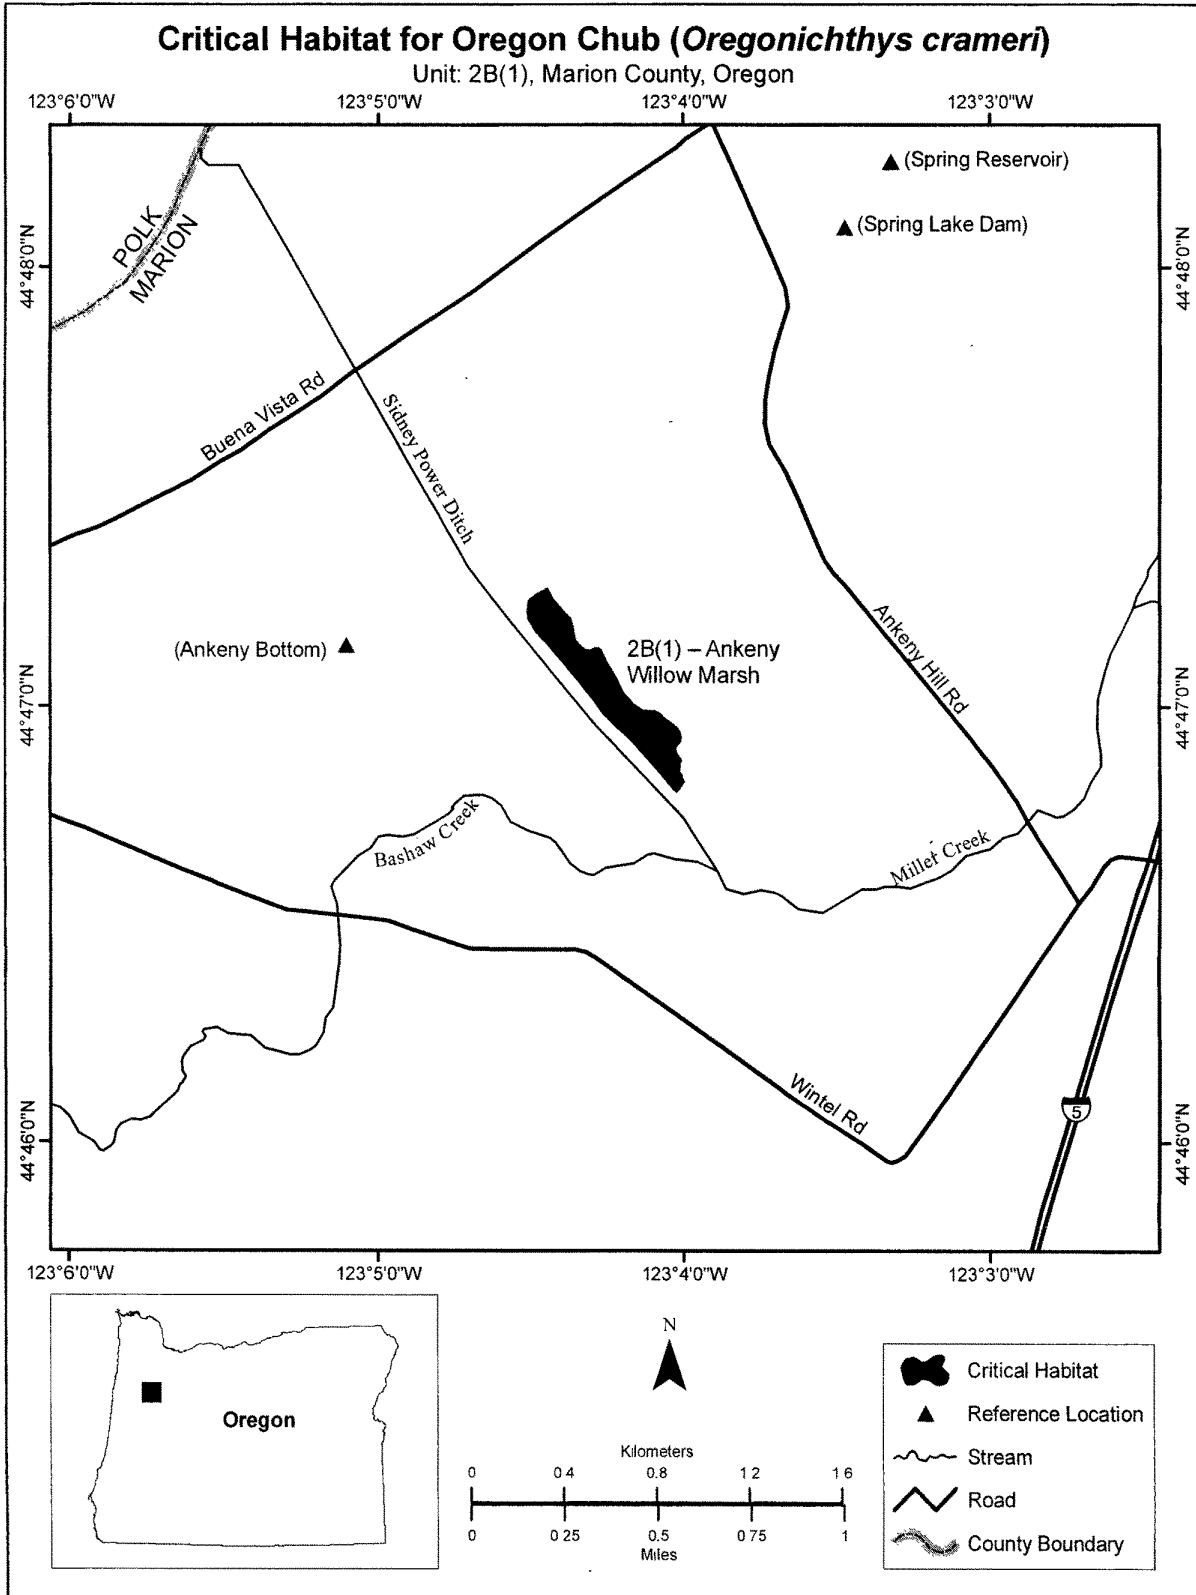 Critical Habitat for Oregon Chub (Oregonichthys crameri)
Unit: 2B(1), Marion County, Oregon
123°6'0"W 123°5'0"W 123°4'0"W 123°3'0"W
(Spring Reservoir)
(Spring Lake Dam)
POLK
MARION
44°48'0"N 44°48'0"N
Buena Vista Rd
Sidney Power Ditch
Ankeny Hill Rd
(Ankeny Bottom)
2B(1) – Ankeny
Willow Marsh
44°47'0"N 44°47'0"N
Bashaw Creek
Millet Creek
Wintel Rd
5
44°46'0"N 44°46'0"N
123°6'0"W 123°5'0"W 123°4'0"W 123°3'0"W
Oregon
N
Kilometers
0 0 4 0.8 1 2 1 6
0 0 25 0.5 0 75 1
Miles
Critical Habitat
Reference Location
Stream
Road
County Boundary